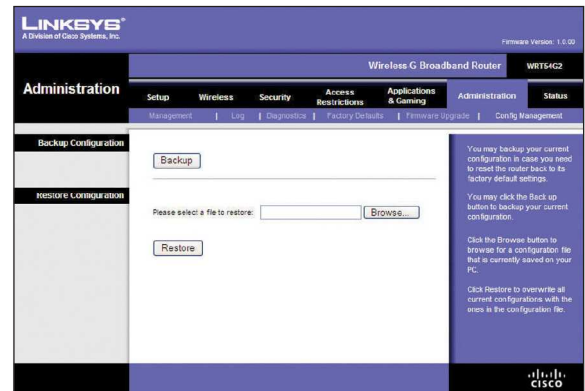 LINKSYS®
A Division of Cisco Systems, Inc.
Firmware Version: 1.0.00
Wireless-G Broadband Router
WRT54G2
Administration
Setup
Wireless
Security
Access Restrictions
Applications & Gaming
Administration
Status
Management | Log | Diagnostics | Factory Defaults | Firmware Upgrade | Config Management
Backup Configuration
Backup
Restore Configuration
Please select a file to restore:
Browse...
Restore
You may backup your current
configuration in case you need
to reset the router back to its
factory default settings.
You may click the Back up
button to backup your current
configuration.
Click the Browse button to
browse for a configuration file
that is currently saved on your
PC.
Click Restore to overwrite all
current configurations with the
ones in the configuration file.
CISCO